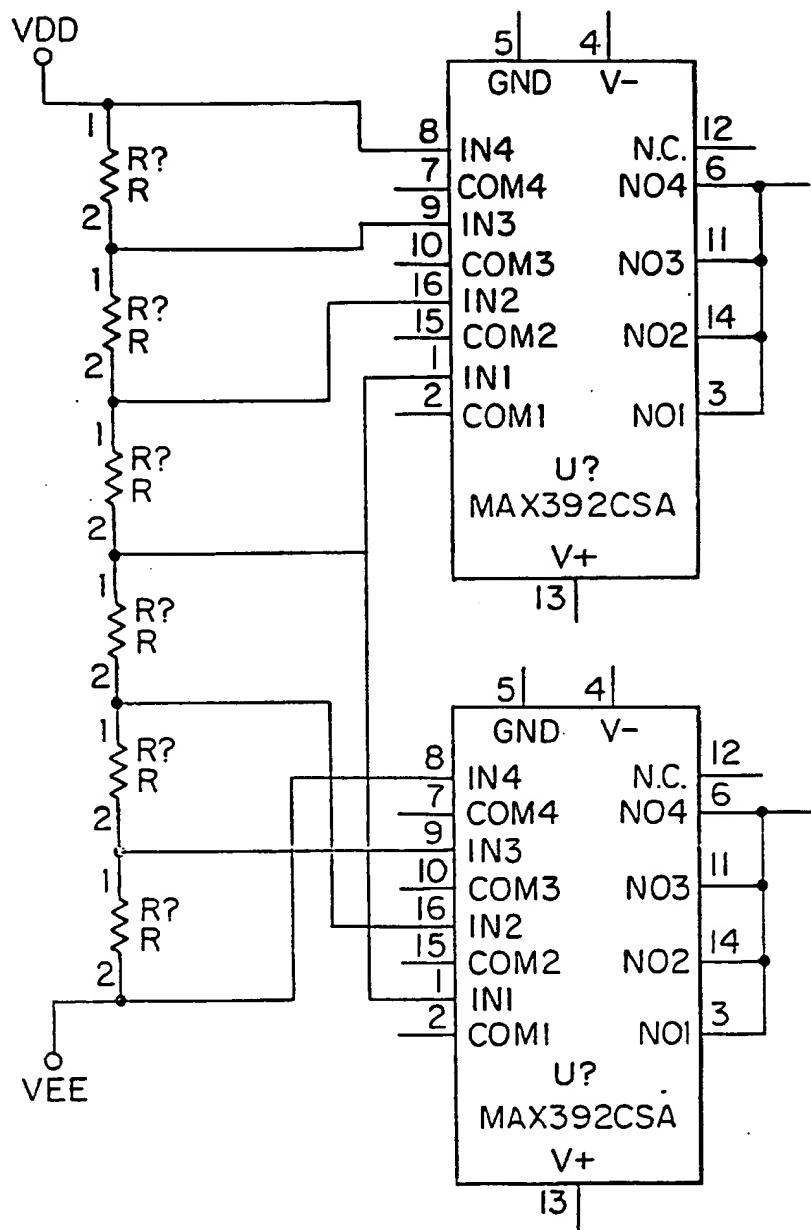 VDD
1
R?
R
2
1
R?
R
2
1
R?
R
2
1
R?
R
2
1
R?
R
2
1
R?
R
2
VEE
5 4
GND V-
8 IN4 N.C. 12
7 COM4 NO4 6
9 IN3
10 COM3 NO3 11
16 IN2
15 COM2 NO2 14
1 IN1
2 COM1 NO1 3
U?
MAX392CSA
V+
13
5 4
GND V-
8 IN4 N.C. 12
7 COM4 NO4 6
9 IN3
10 COM3 NO3 11
16 IN2
15 COM2 NO2 14
1 IN1
2 COM1 NO1 3
U?
MAX392CSA
V+
13